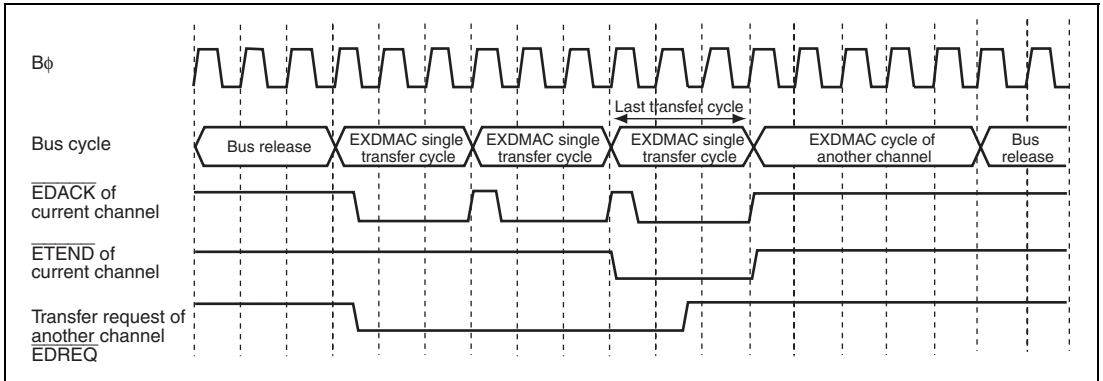 Bφ
Last transfer cycle
Bus cycle
Bus release
EXDMAC single
transfer cycle
EXDMAC single
transfer cycle
EXDMAC single
transfer cycle
EXDMAC cycle of
another channel
Bus
release
EDACK of
current channel
ETEND of
current channel
Transfer request of
another channel
EDREQ